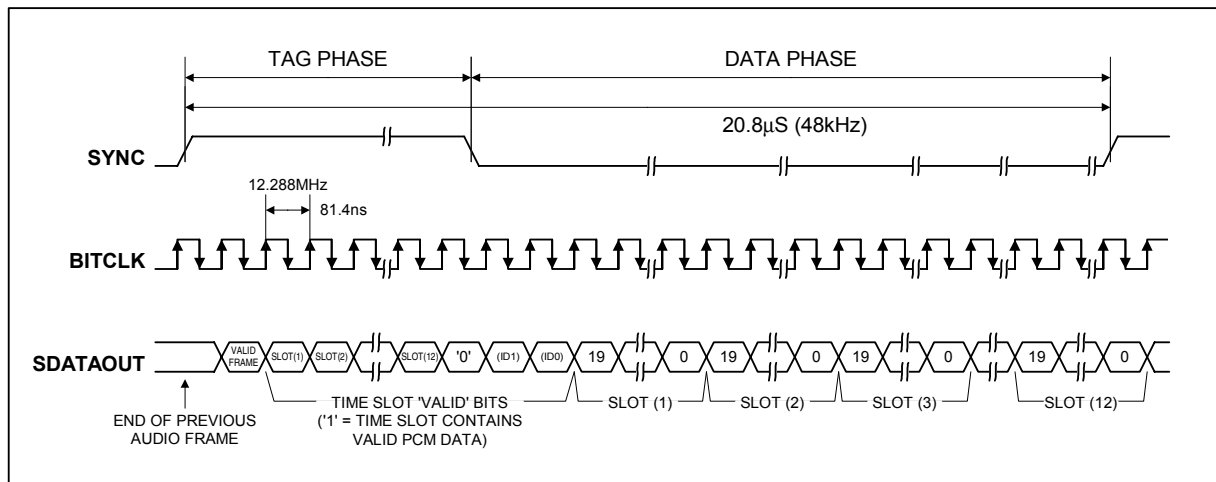 TAG PHASE
DATA PHASE
20.8µS (48kHz)
SYNC
12.288MHz
81.4ns
BITCLK
SDATAOUT
VALID FRAME
SLOT(1)
SLOT(2)
SLOT(12)
'0'
(ID1)
(ID0)
19
0
19
0
19
0
19
0
END OF PREVIOUS
AUDIO FRAME
TIME SLOT 'VALID' BITS
('1' = TIME SLOT CONTAINS
VALID PCM DATA)
SLOT (1)
SLOT (2)
SLOT (3)
SLOT (12)